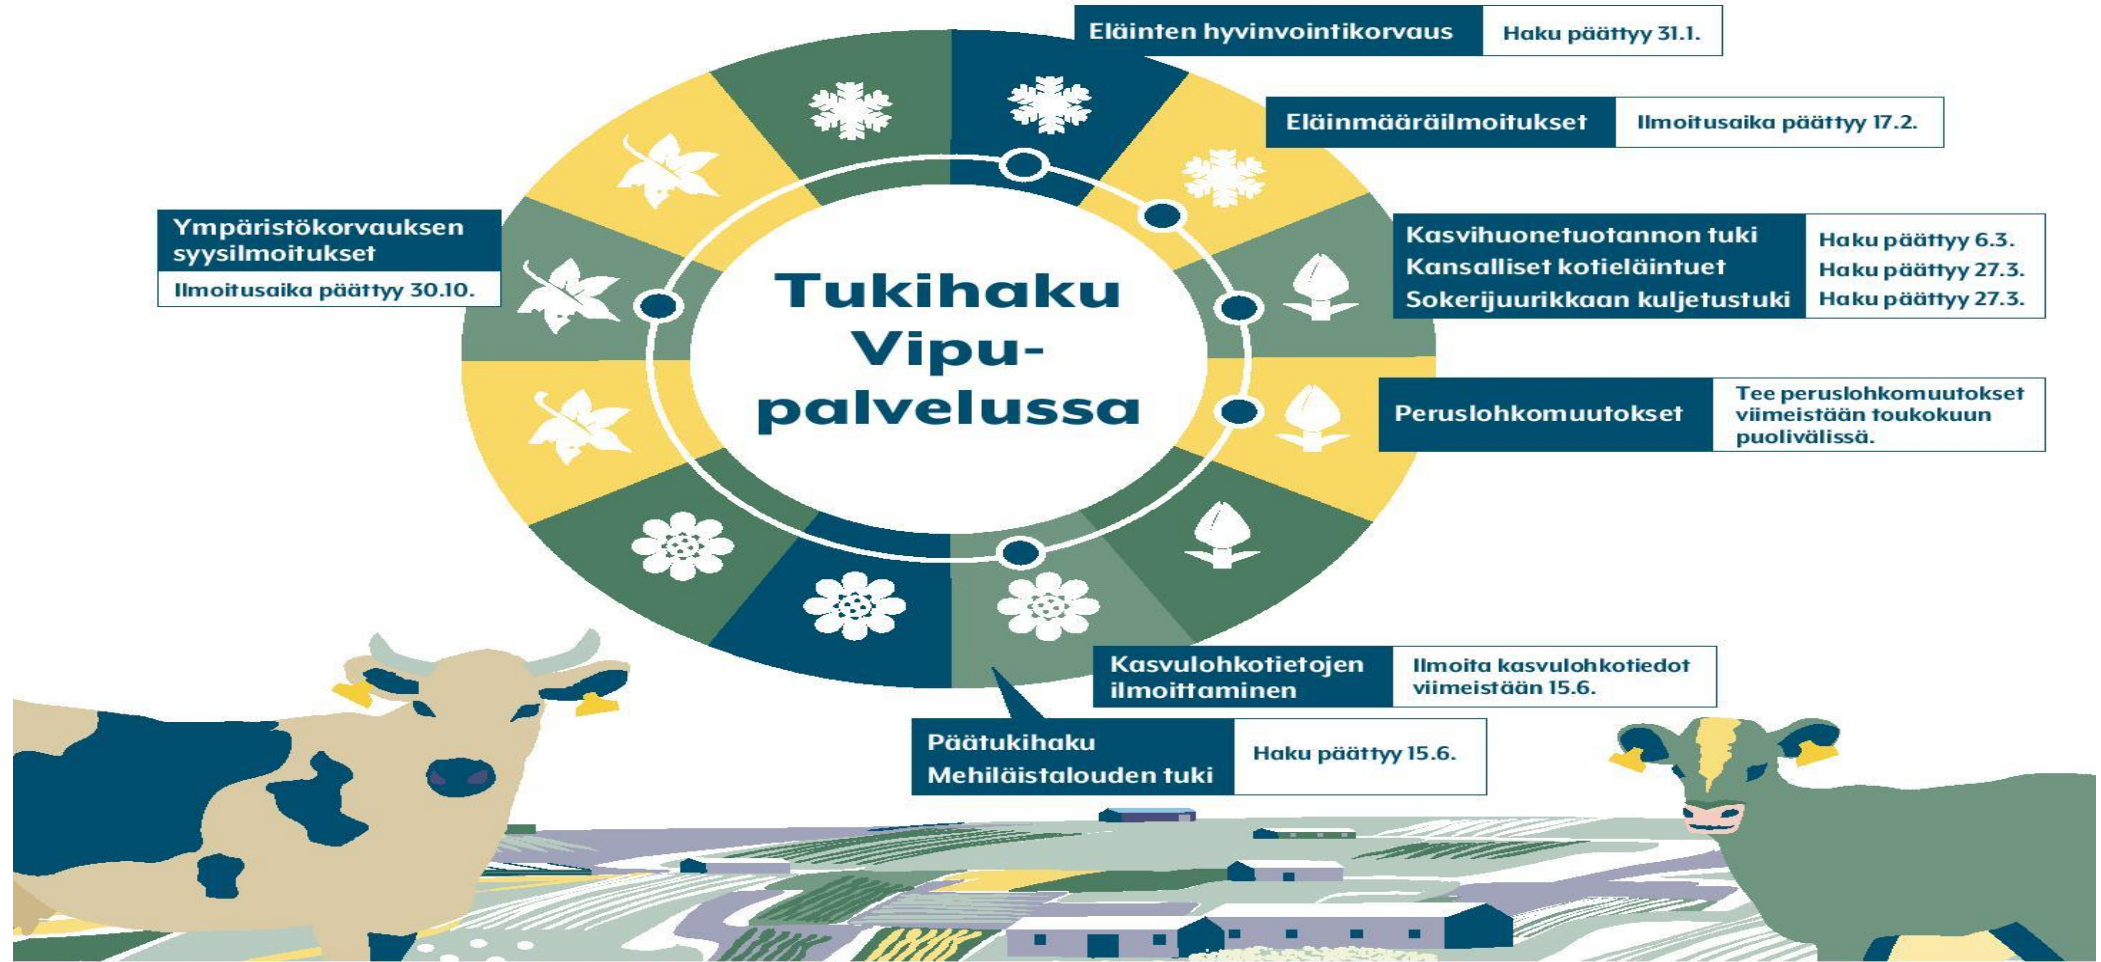 Eläinten hyvinvointikorvaus
Haku päättyy 31.1.
Eläinmääräilmoitukset
Ilmoitusaika päättyy 17.2.
Kasvihuonetuotannon tuki
Haku päättyy 6.3.
Kansalliset kotieläintuet
Haku päättyy 27.3.
Sokerijuurikkaan kuljetustuki
Haku päättyy 27.3.
Ympäristökorvauksen
syysilmoitukset
Ilmoitusaika päättyy 30.10.
Tukihaku
Vipu-
palvelussa
Peruslohkomuutokset
Tee peruslohkomuutokset
viimeistään toukokuun
puolivälissä.
Kasvulohkotietojen
ilmoittaminen
Ilmoita kasvulohkotiedot
viimeistään 15.6.
Päätukihaku
Mehiläistalouden tuki
Haku päättyy 15.6.